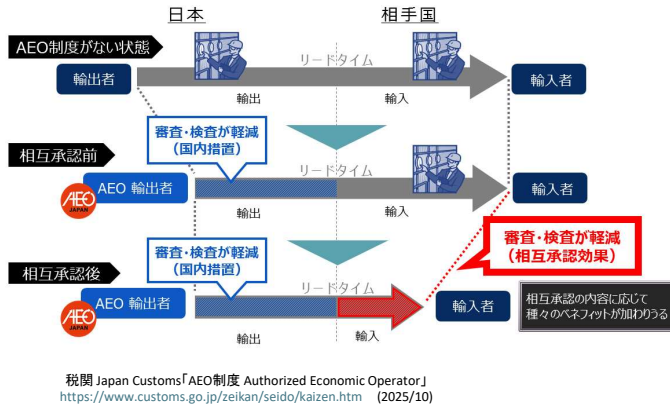 日本
相手国
AEO制度がない状態
リードタイム
輸出者
輸入者
輸出
輸入
審査・検査が軽減
(国内措置)
相互承認前
リードタイム
AEO JAPAN
AEO 輸出者
輸入者
輸出
輸入
審査・検査が軽減
(国内措置)
審査・検査が軽減
(相互承認効果)
相互承認後
リードタイム
AEO JAPAN
AEO 輸出者
輸入者
相互承認の内容に応じて
種々のベネフィットが加わりうる
輸出
輸入
税関 Japan Customs「AEO制度 Authorized Economic Operator」
https://www.customs.go.jp/zeikan/seido/kaizen.htm (2025/10)